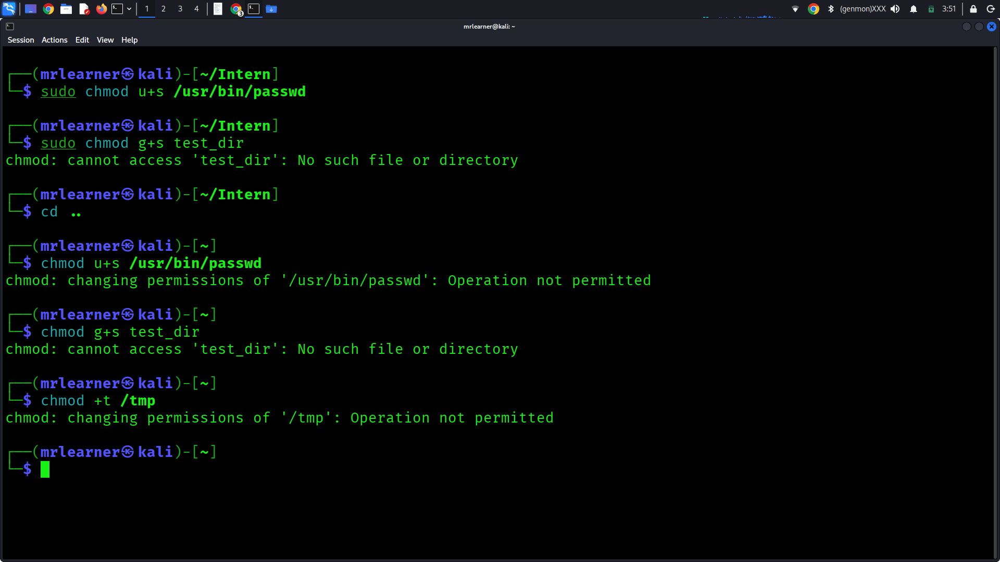 1 2 3 4 3 (genmon)XXX 3:51
mrlearner@kali: ~
Session Actions Edit View Help
┌──(mrlearner㉿kali)-[~/Intern]
└─$ sudo chmod u+s /usr/bin/passwd
┌──(mrlearner㉿kali)-[~/Intern]
└─$ sudo chmod g+s test_dir
chmod: cannot access 'test_dir': No such file or directory
┌──(mrlearner㉿kali)-[~/Intern]
└─$ cd ..
┌──(mrlearner㉿kali)-[~]
└─$ chmod u+s /usr/bin/passwd
chmod: changing permissions of '/usr/bin/passwd': Operation not permitted
┌──(mrlearner㉿kali)-[~]
└─$ chmod g+s test_dir
chmod: cannot access 'test_dir': No such file or directory
┌──(mrlearner㉿kali)-[~]
└─$ chmod +t /tmp
chmod: changing permissions of '/tmp': Operation not permitted
┌──(mrlearner㉿kali)-[~]
└─$